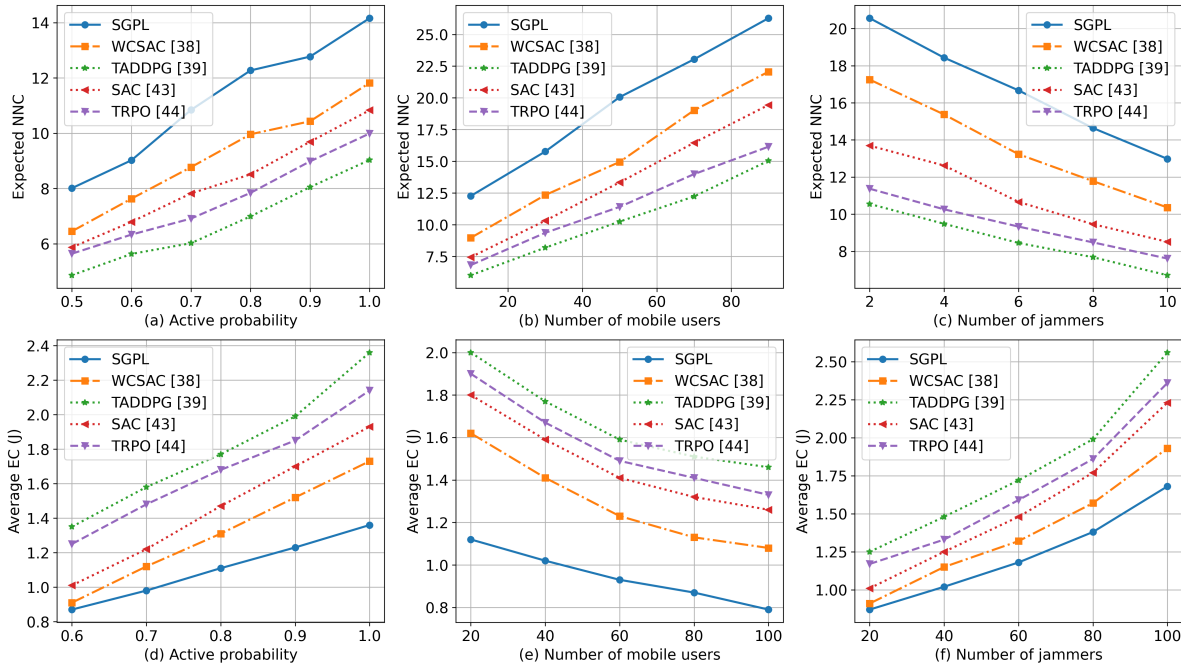 SGPL
WCSAC [38]
TADDPG [39]
SAC [43]
TRPO [44]
Expected NNC
14
12
10
8
6
0.5 0.6 0.7 0.8 0.9 1.0
(a) Active probability
SGPL
WCSAC [38]
TADDPG [39]
SAC [43]
TRPO [44]
Expected NNC
25.0
22.5
20.0
17.5
15.0
12.5
10.0
7.5
20 40 60 80
(b) Number of mobile users
SGPL
WCSAC [38]
TADDPG [39]
SAC [43]
TRPO [44]
Expected NNC
20
18
16
14
12
10
8
2 4 6 8 10
(c) Number of jammers
SGPL
WCSAC [38]
TADDPG [39]
SAC [43]
TRPO [44]
Average EC (J)
2.4
2.2
2.0
1.8
1.6
1.4
1.2
1.0
0.8
0.6 0.7 0.8 0.9 1.0
(d) Active probability
SGPL
WCSAC [38]
TADDPG [39]
SAC [43]
TRPO [44]
Average EC (J)
2.0
1.8
1.6
1.4
1.2
1.0
0.8
20 40 60 80 100
(e) Number of mobile users
SGPL
WCSAC [38]
TADDPG [39]
SAC [43]
TRPO [44]
Average EC (J)
2.50
2.25
2.00
1.75
1.50
1.25
1.00
20 40 60 80 100
(f) Number of jammers